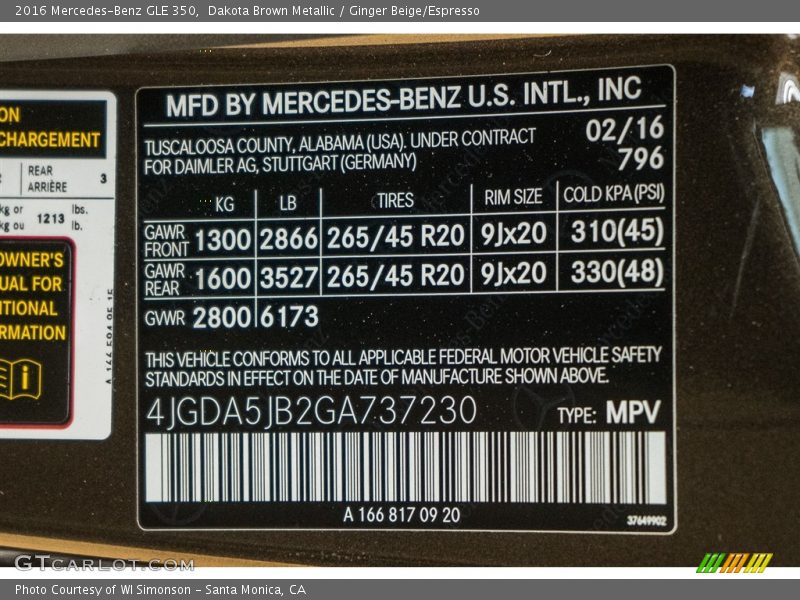 2016 Mercedes-Benz GLE 350,  Dakota Brown Metallic / Ginger Beige/Espresso
ON
CHARGEMENT
REAR
ARRIÈRE 3
kg or 1213 lbs.
kg ou lb.
OWNER'S
UAL FOR
ITIONAL
RMATION
MFD BY MERCEDES-BENZ U.S. INTL., INC
TUSCALOOSA COUNTY, ALABAMA (USA). UNDER CONTRACT 02/16
FOR DAIMLER AG, STUTTGART (GERMANY) 796
KG LB TIRES RIM SIZE COLD KPA (PSI)
GAWR FRONT 1300 2866 265/45 R20 9Jx20 310(45)
GAWR REAR 1600 3527 265/45 R20 9Jx20 330(48)
GVWR 2800 6173
THIS VEHICLE CONFORMS TO ALL APPLICABLE FEDERAL MOTOR VEHICLE SAFETY
STANDARDS IN EFFECT ON THE DATE OF MANUFACTURE SHOWN ABOVE.
4JGDA5JB2GA737230 TYPE: MPV
A 166 817 09 20 37649902
GTcarlot.com
Photo Courtesy of WI Simonson - Santa Monica, CA